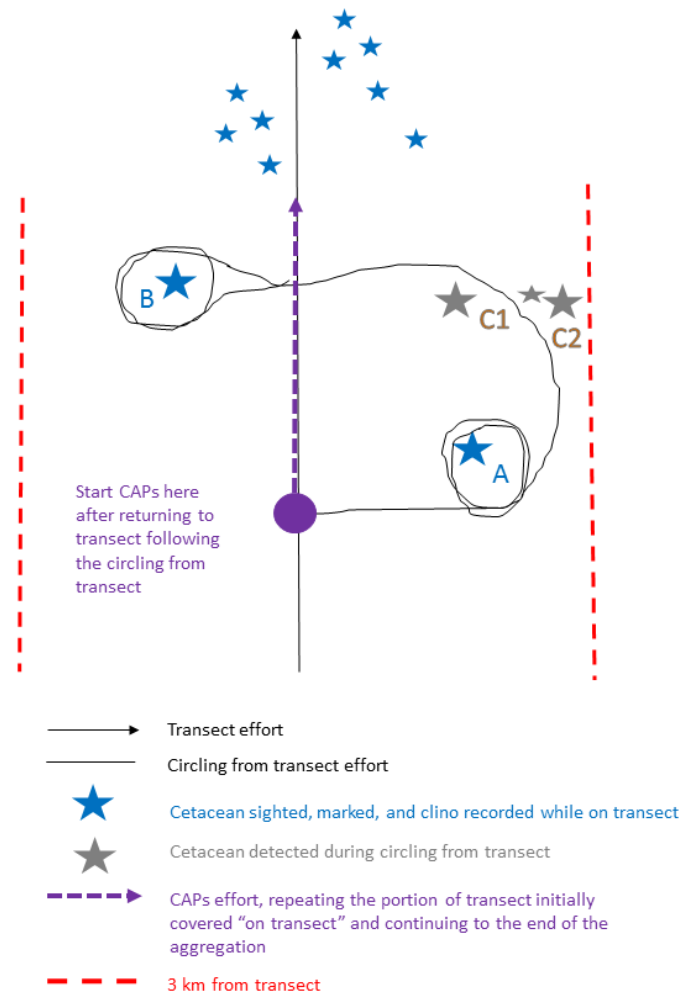 B
C1
C2
A
Start CAPs here
after returning to
transect following
the circling from
transect
Transect effort
Circling from transect effort
Cetacean sighted, marked, and clino recorded while on transect
Cetacean detected during circling from transect
CAPs effort, repeating the portion of transect initially
covered “on transect” and continuing to the end of the
aggregation
3 km from transect